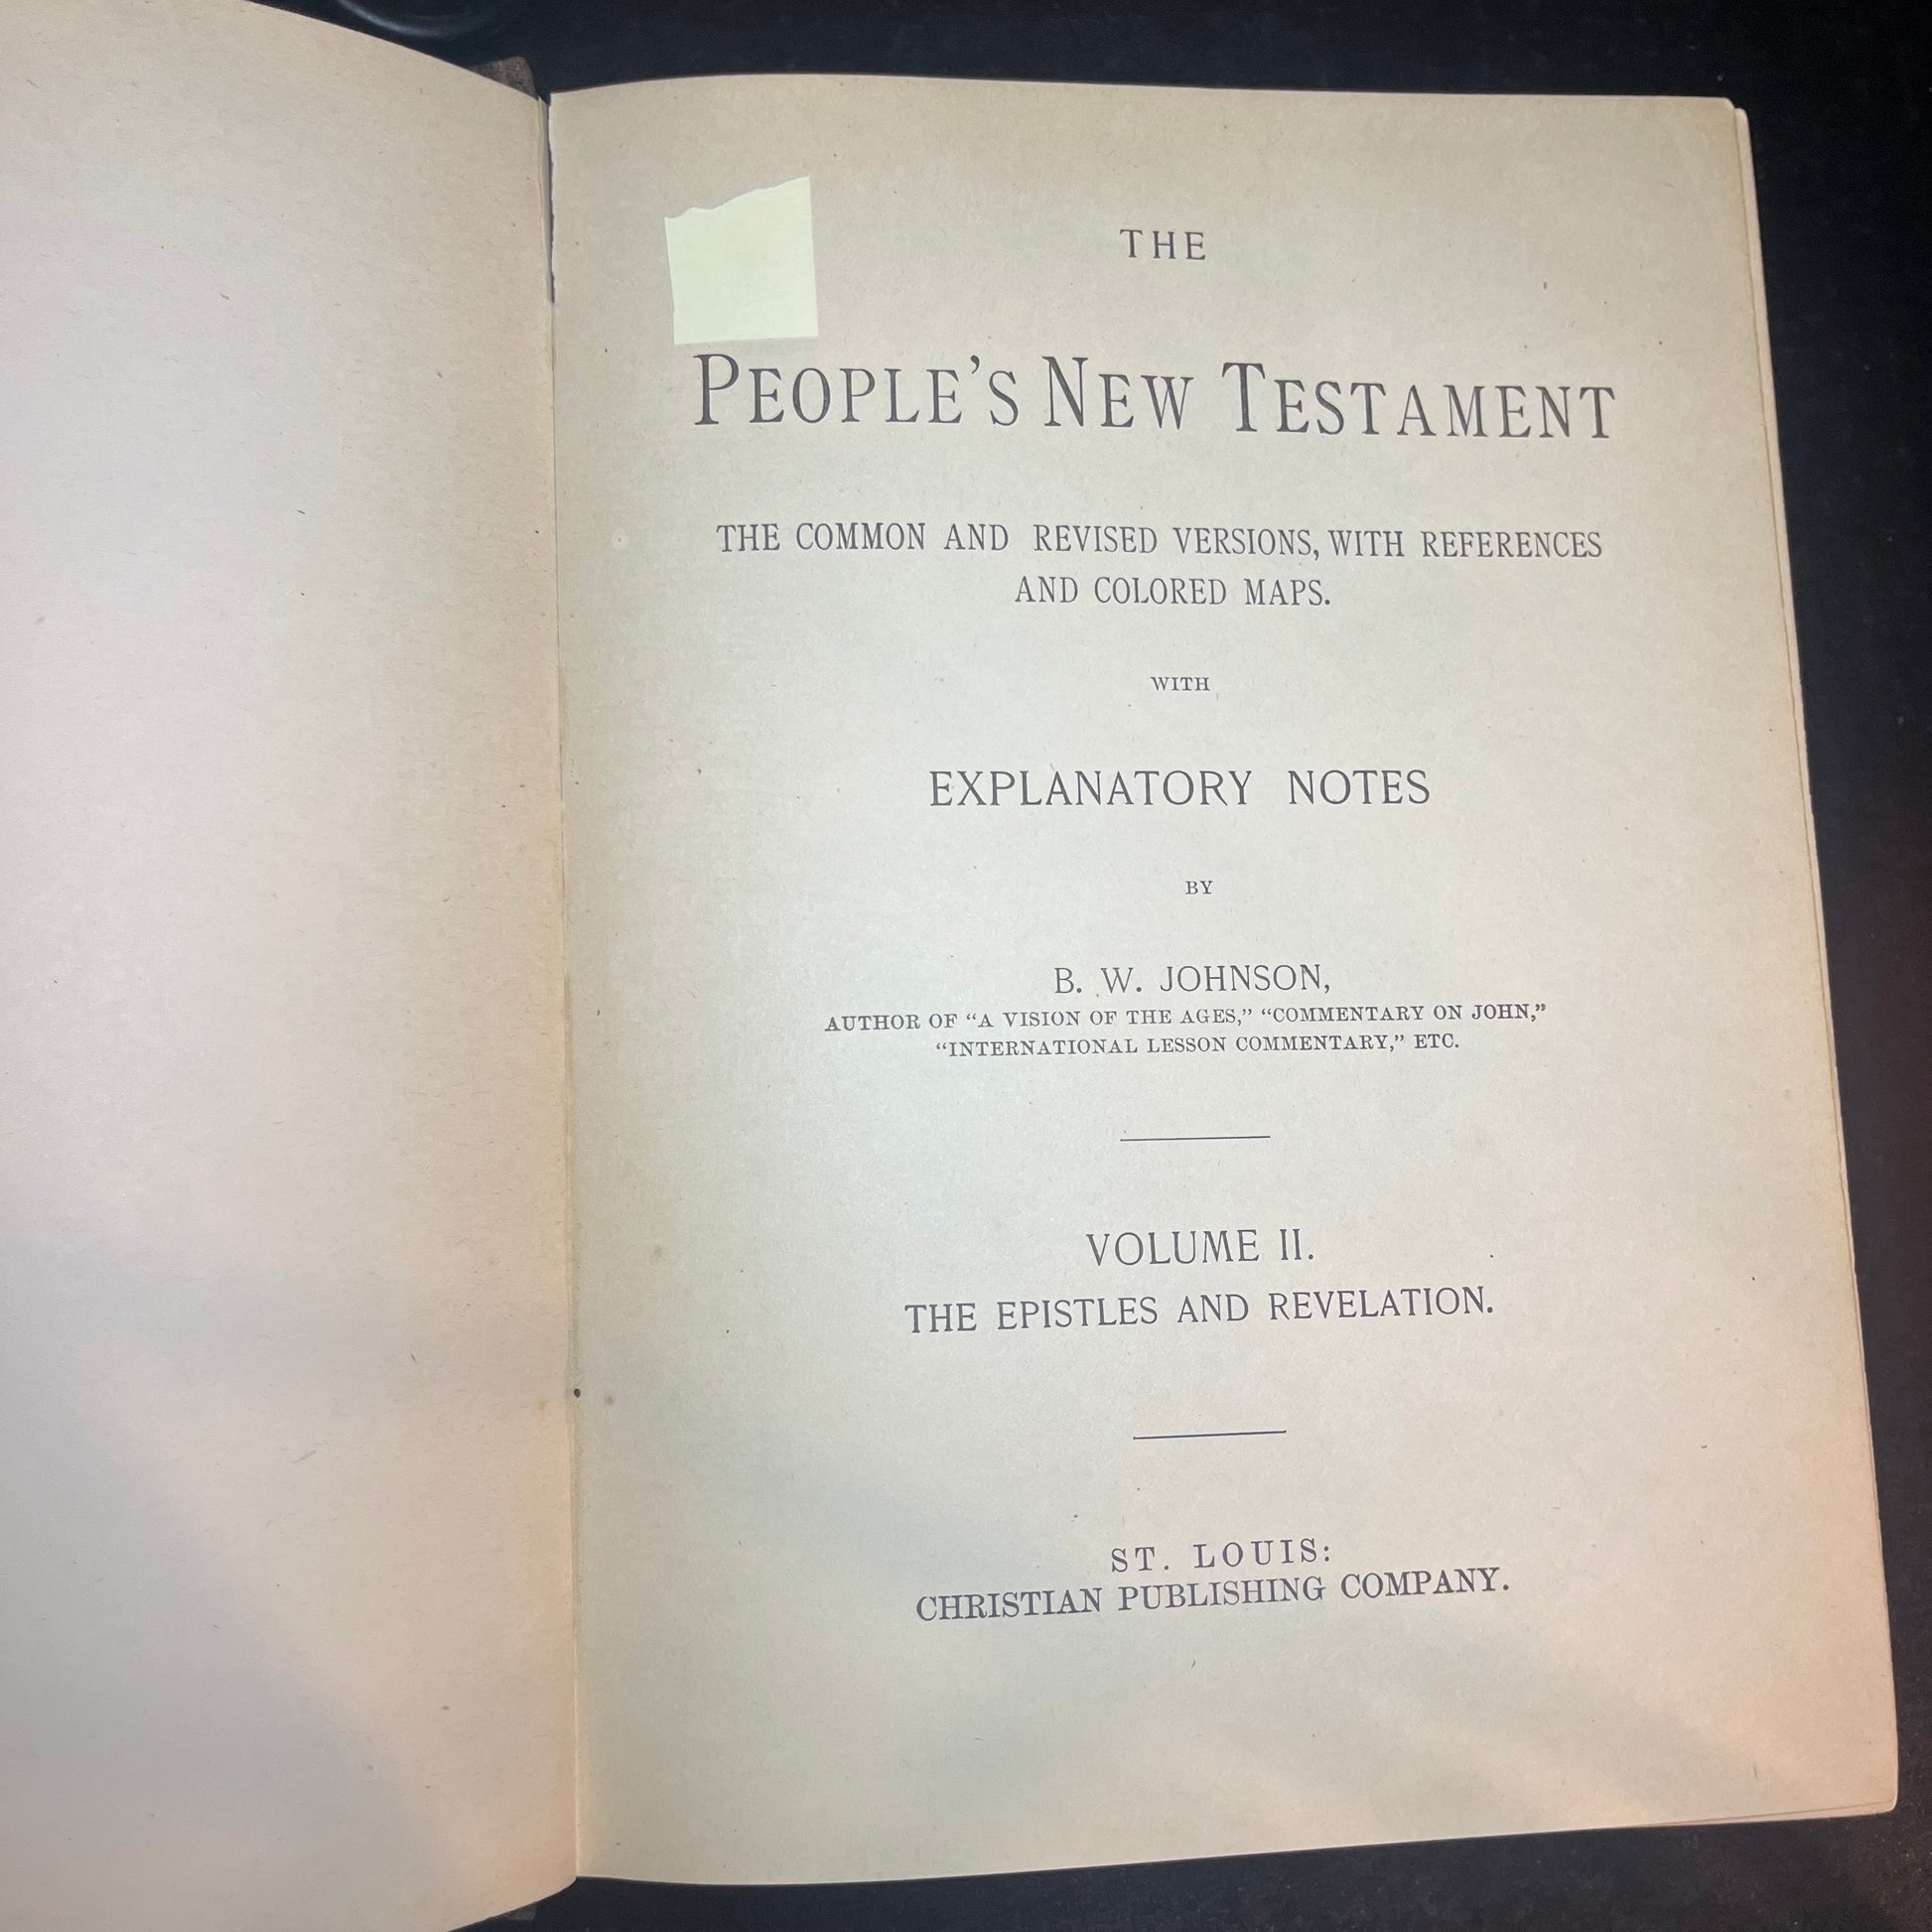 THE
PEOPLE'S NEW TESTAMENT
THE COMMON AND REVISED VERSIONS, WITH REFERENCES
AND COLORED MAPS.
WITH
EXPLANATORY NOTES
BY
B. W. JOHNSON,
AUTHOR OF “A VISION OF THE AGES,” “COMMENTARY ON JOHN,”
“INTERNATIONAL LESSON COMMENTARY,” ETC.
VOLUME II.
THE EPISTLES AND REVELATION.
ST. LOUIS:
CHRISTIAN PUBLISHING COMPANY.